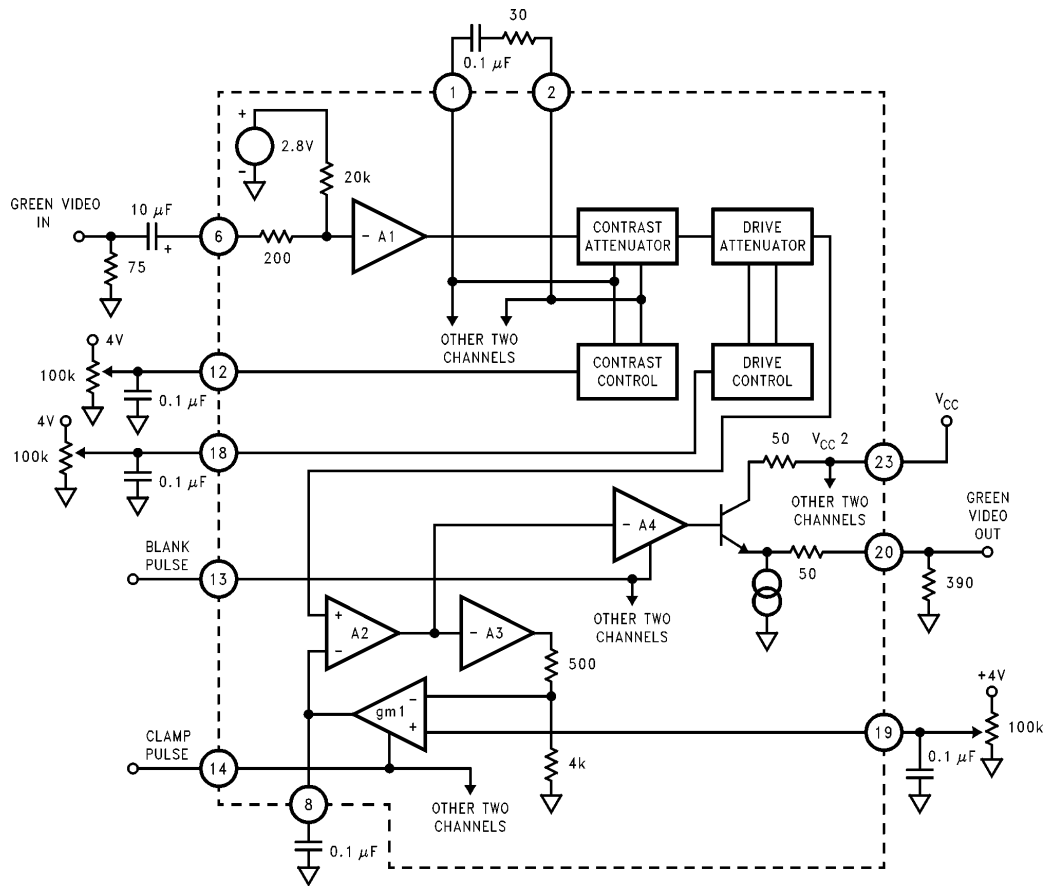 30
0.1 μF
1
2
+
2.8V
-
20k
GREEN VIDEO
IN
10 μF
+
6
200
75
- A1
CONTRAST
ATTENUATOR
DRIVE
ATTENUATOR
OTHER TWO
CHANNELS
4V
100k
0.1 μF
12
CONTRAST
CONTROL
DRIVE
CONTROL
4V
100k
0.1 μF
18
50
VCC 2
23
VCC
OTHER TWO
CHANNELS
- A4
GREEN
VIDEO
OUT
BLANK
PULSE
13
50
20
390
OTHER TWO
CHANNELS
+
A2
-
- A3
500
gm1
-
+
4k
+4V
19
100k
0.1 μF
CLAMP
PULSE
14
OTHER TWO
CHANNELS
8
0.1 μF